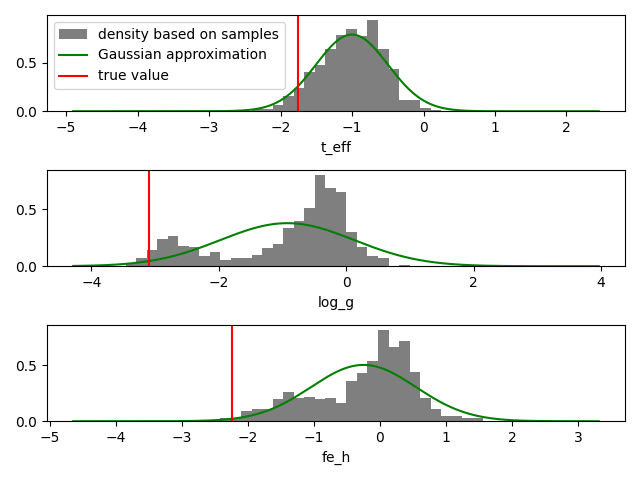 density based on samples
Gaussian approximation
true value
0.5
0.0
−5 −4 −3 −2 −1 0 1 2
t_eff
0.5
0.0
−4 −2 0 2 4
log_g
0.5
0.0
−5 −4 −3 −2 −1 0 1 2 3
fe_h